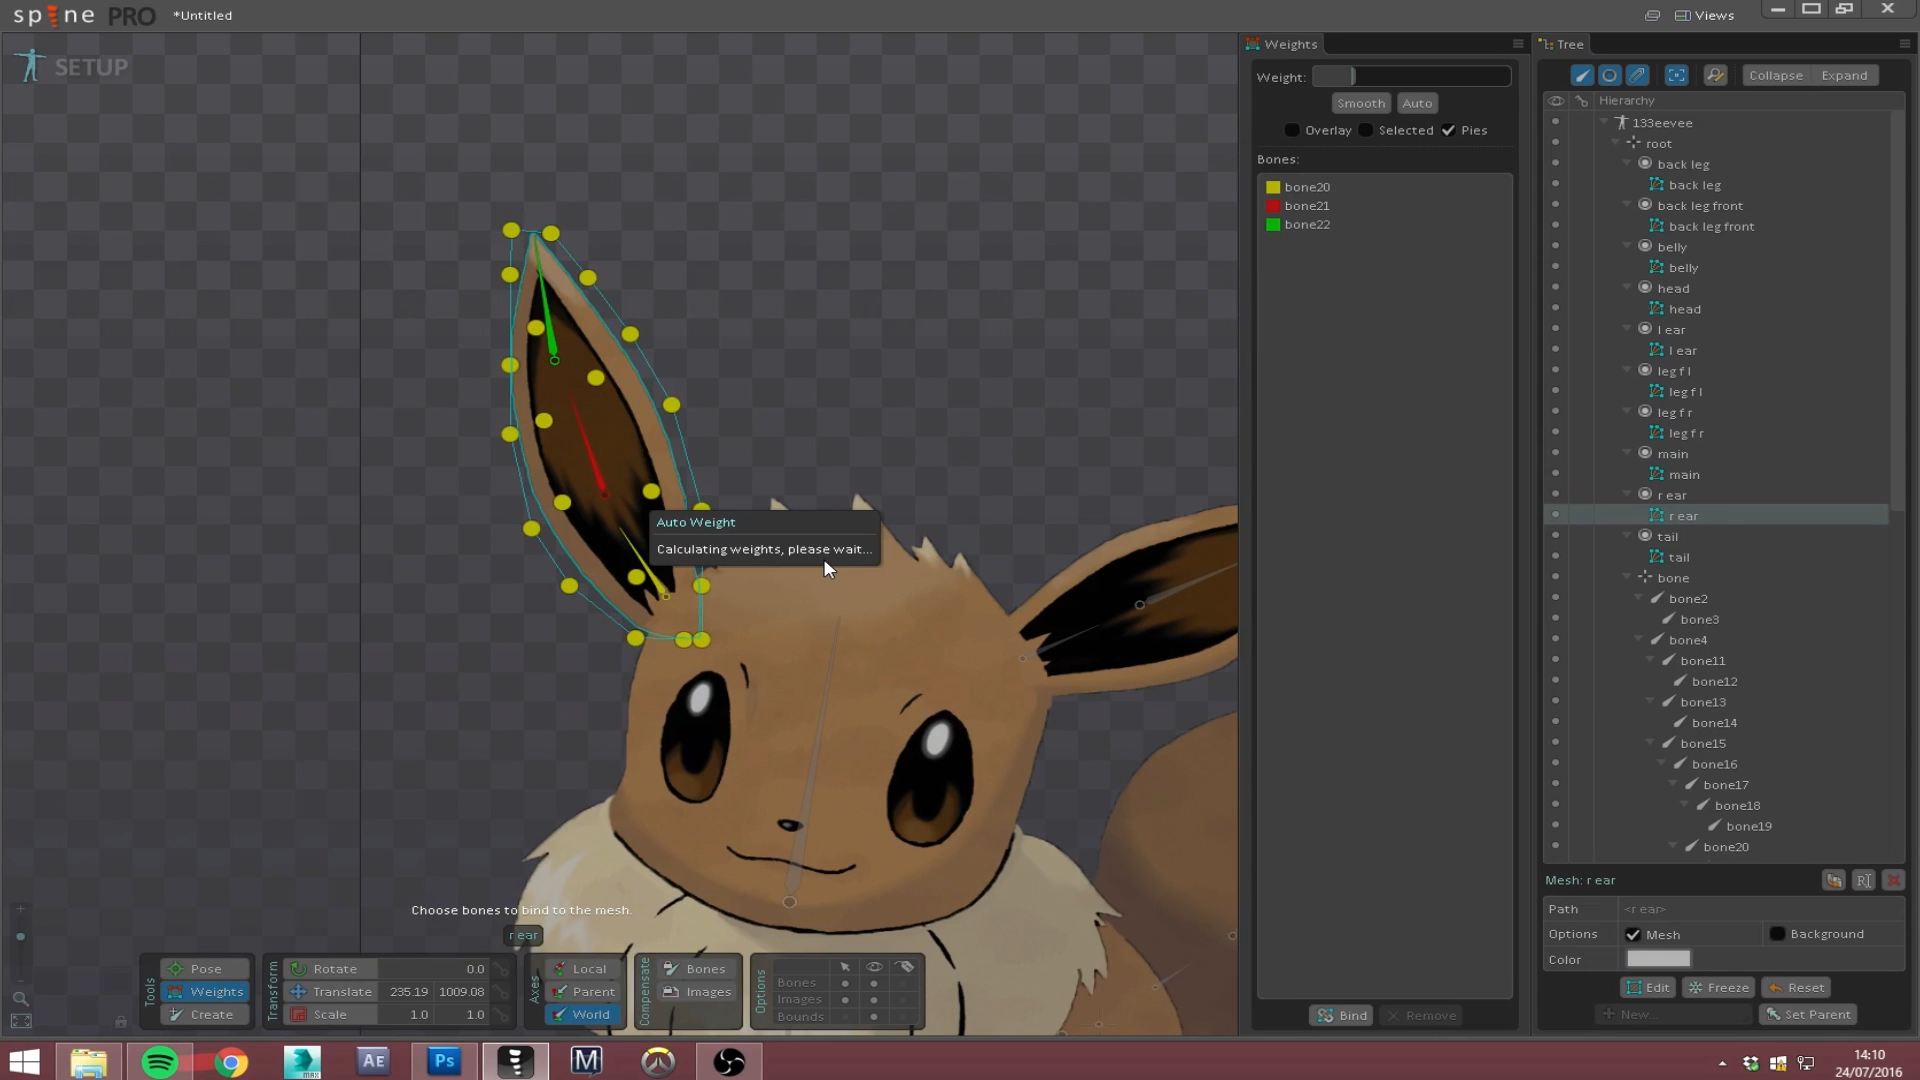 spine PRO *Untitled
Views
SETUP
Weights
Weight:
Smooth Auto
Overlay Selected Pies
Bones:
bone20
bone21
bone22
Tree
Collapse Expand
Hierarchy
133eevee
root
back leg
back leg
back leg front
back leg front
belly
belly
head
head
l ear
l ear
leg f l
leg f l
leg f r
leg f r
main
main
r ear
r ear
tail
tail
bone
bone2
bone3
bone4
bone11
bone12
bone13
bone14
bone15
bone16
bone17
bone18
bone19
bone20
Auto Weight
Calculating weights, please wait...
Choose bones to bind to the mesh.
r ear
Tools
Pose
Weights
Create
Transform
Rotate 0.0
Translate 235.19 1009.08
Scale 1.0 1.0
Axes
Local
Parent
World
Compensate
Bones
Images
Options
Bones
Images
Bounds
Bind Remove
Mesh: r ear
Path <r ear>
Options Mesh Background
Color
Edit Freeze Reset
New... Set Parent
MAX
AE
Ps
M
14:10
24/07/2016